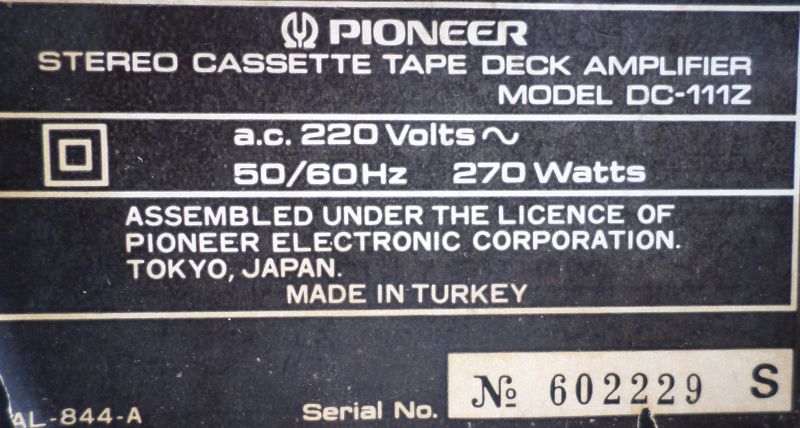 PIONEER
STEREO CASSETTE TAPE DECK AMPLIFIER
MODEL DC-111Z
a.c. 220 Volts ∿
50/60Hz 270 Watts
ASSEMBLED UNDER THE LICENCE OF
PIONEER ELECTRONIC CORPORATION.
TOKYO, JAPAN.
MADE IN TURKEY
AL-844-A
Serial No. № 602229 S